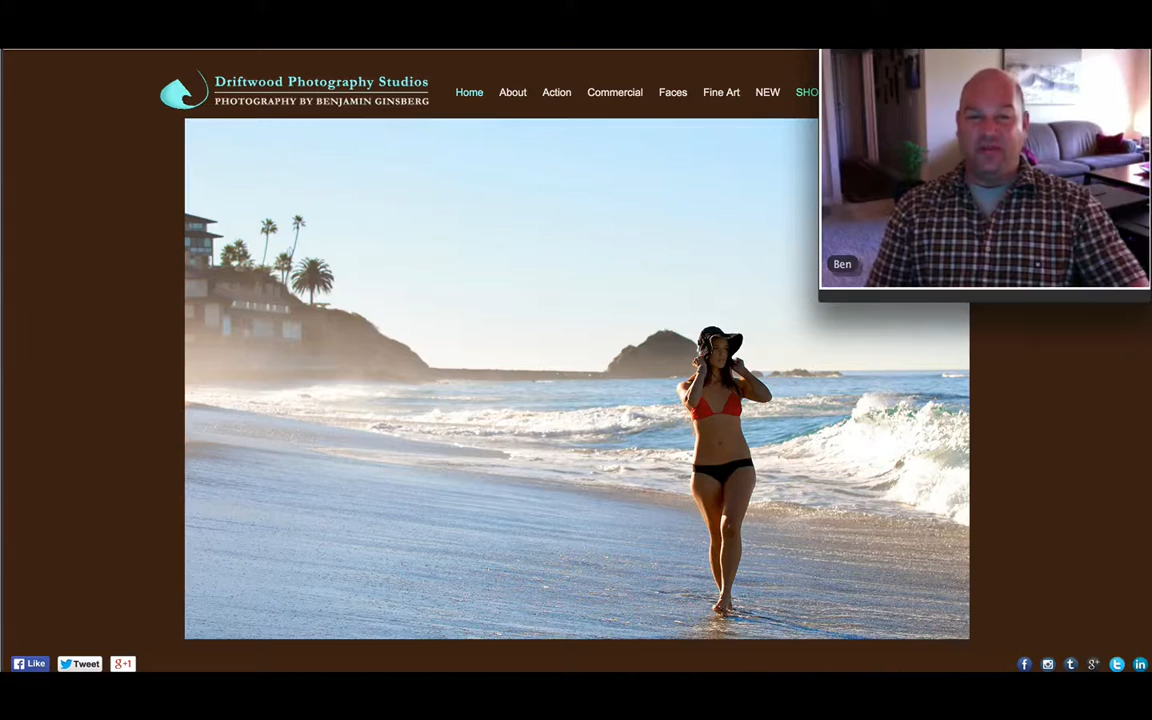 Driftwood Photography Studios
PHOTOGRAPHY BY BENJAMIN GINSBERG
Home About Action Commercial Faces Fine Art NEW SHO
Ben
Like Tweet g+1